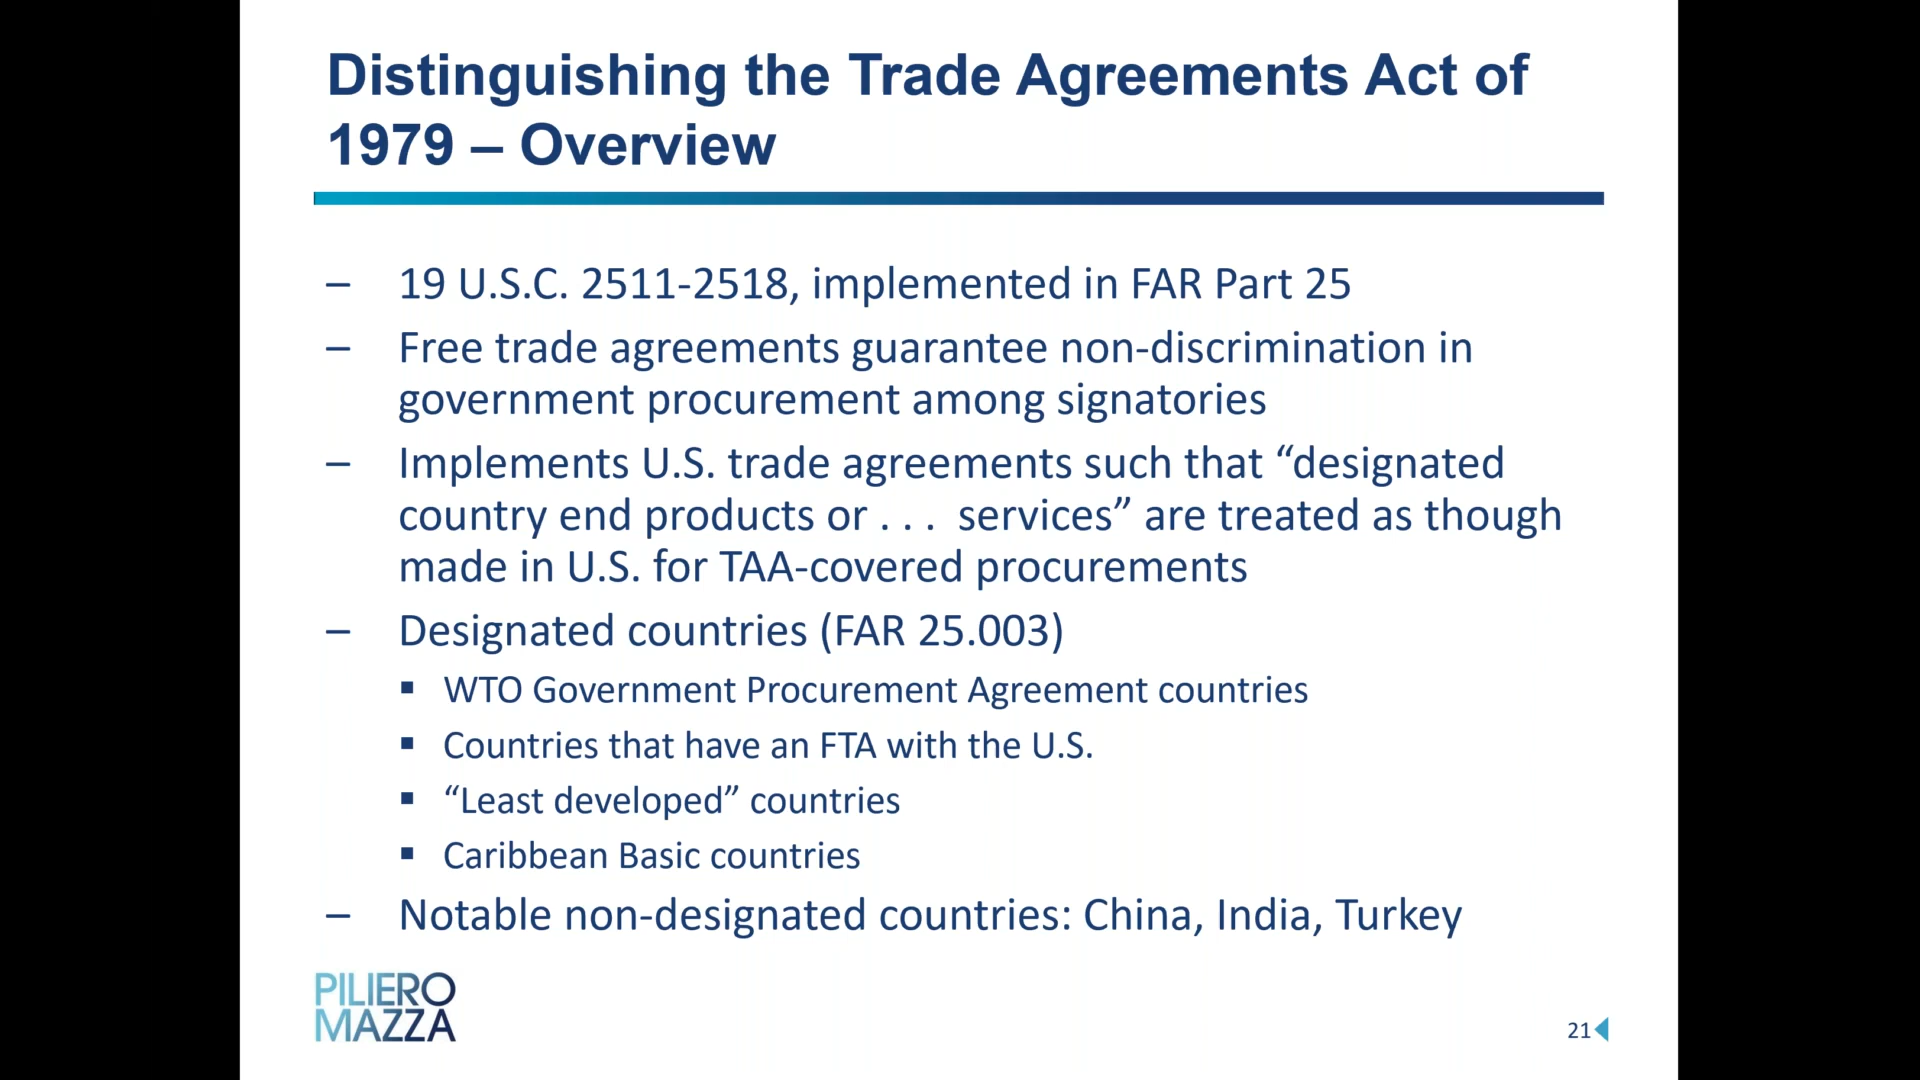 Distinguishing the Trade Agreements Act of
1979 – Overview
– 19 U.S.C. 2511-2518, implemented in FAR Part 25
– Free trade agreements guarantee non-discrimination in
government procurement among signatories
– Implements U.S. trade agreements such that “designated
country end products or . . . services” are treated as though
made in U.S. for TAA-covered procurements
– Designated countries (FAR 25.003)
▪ WTO Government Procurement Agreement countries
▪ Countries that have an FTA with the U.S.
▪ “Least developed” countries
▪ Caribbean Basic countries
– Notable non-designated countries: China, India, Turkey
PILIERO
MAZZA
21